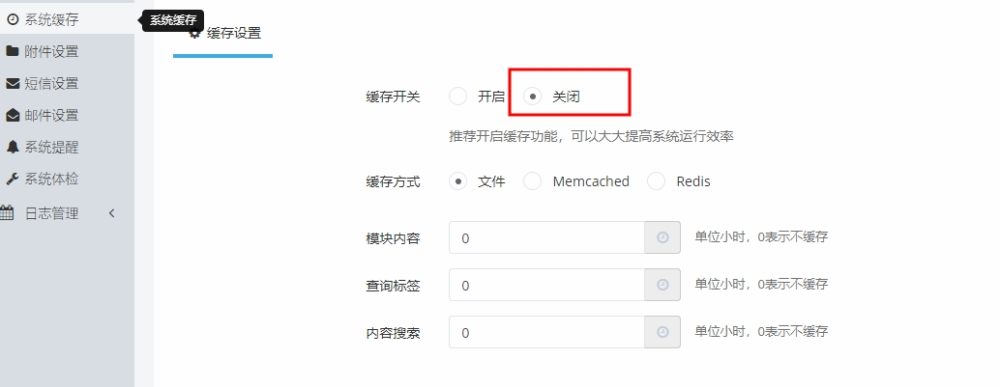 系统缓存
系统缓存
附件设置
短信设置
邮件设置
系统提醒
系统体检
日志管理
缓存设置
缓存开关 开启 关闭
推荐开启缓存功能，可以大大提高系统运行效率
缓存方式 文件 Memcached Redis
模块内容 0 单位小时，0表示不缓存
查询标签 0 单位小时，0表示不缓存
内容搜索 0 单位小时，0表示不缓存